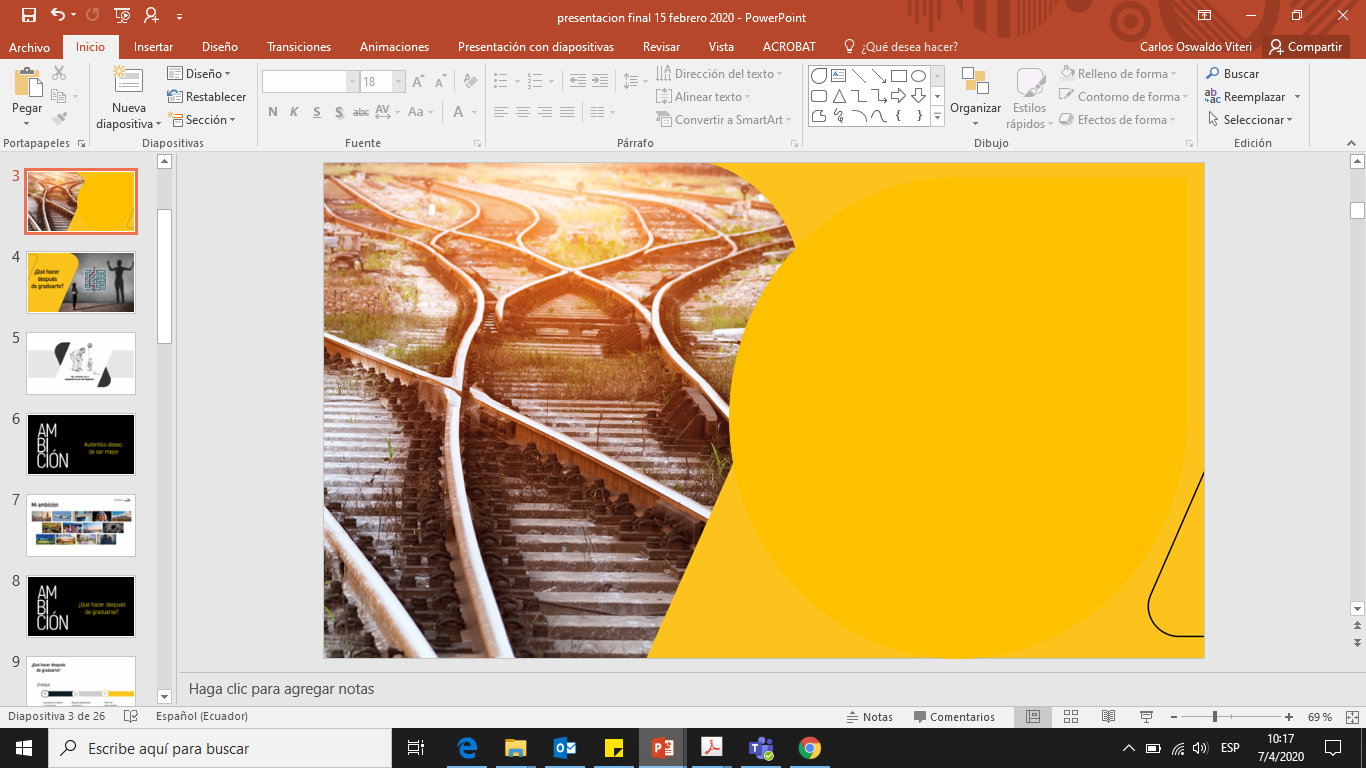 presentacion final 15 febrero 2020 - PowerPoint
Archivo Inicio Insertar Diseño Transiciones Animaciones Presentación con diapositivas Revisar Vista ACROBAT ¿Qué desea hacer? Carlos Oswaldo Viteri Compartir
Pegar
Nueva diapositiva
Diseño
Restablecer
Sección
18
N K S S abc AV Aa A
Dirección del texto
Alinear texto
Convertir a SmartArt
Organizar
Estilos rápidos
Relleno de forma
Contorno de forma
Efectos de forma
Buscar
Reemplazar
Seleccionar
Portapapeles Diapositivas Fuente Párrafo Dibujo Edición
3
4
¿Qué hacer
después
de graduarte?
5
6
AM
BI
CIÓN
Auténtico deseo
de ser mejor
7
Mi ambición
8
AM
BI
CIÓN
¿Qué hacer después
de graduarse?
9
¿Qué hacer después
de graduarte?
Haga clic para agregar notas
Diapositiva 3 de 26 Español (Ecuador) Notas Comentarios 69 %
Escribe aquí para buscar
ESP
10:17
7/4/2020